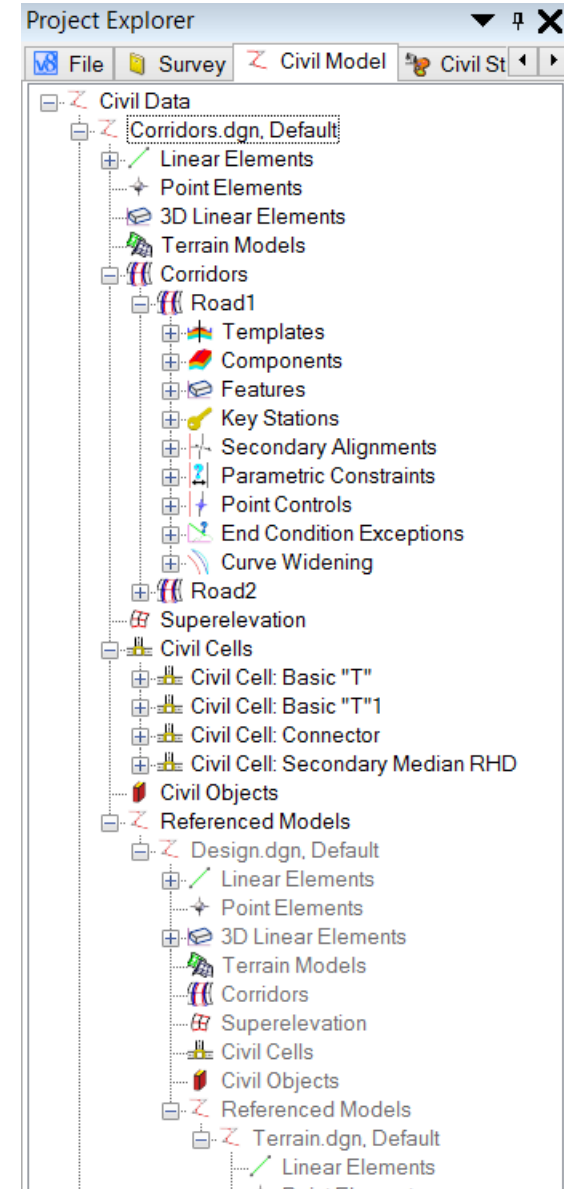 Project Explorer
File Survey Civil Model Civil St
Civil Data
Corridors.dgn, Default
Linear Elements
Point Elements
3D Linear Elements
Terrain Models
Corridors
Road1
Templates
Components
Features
Key Stations
Secondary Alignments
Parametric Constraints
Point Controls
End Condition Exceptions
Curve Widening
Road2
Superelevation
Civil Cells
Civil Cell: Basic "T"
Civil Cell: Basic "T"1
Civil Cell: Connector
Civil Cell: Secondary Median RHD
Civil Objects
Referenced Models
Design.dgn, Default
Linear Elements
Point Elements
3D Linear Elements
Terrain Models
Corridors
Superelevation
Civil Cells
Civil Objects
Referenced Models
Terrain.dgn, Default
Linear Elements